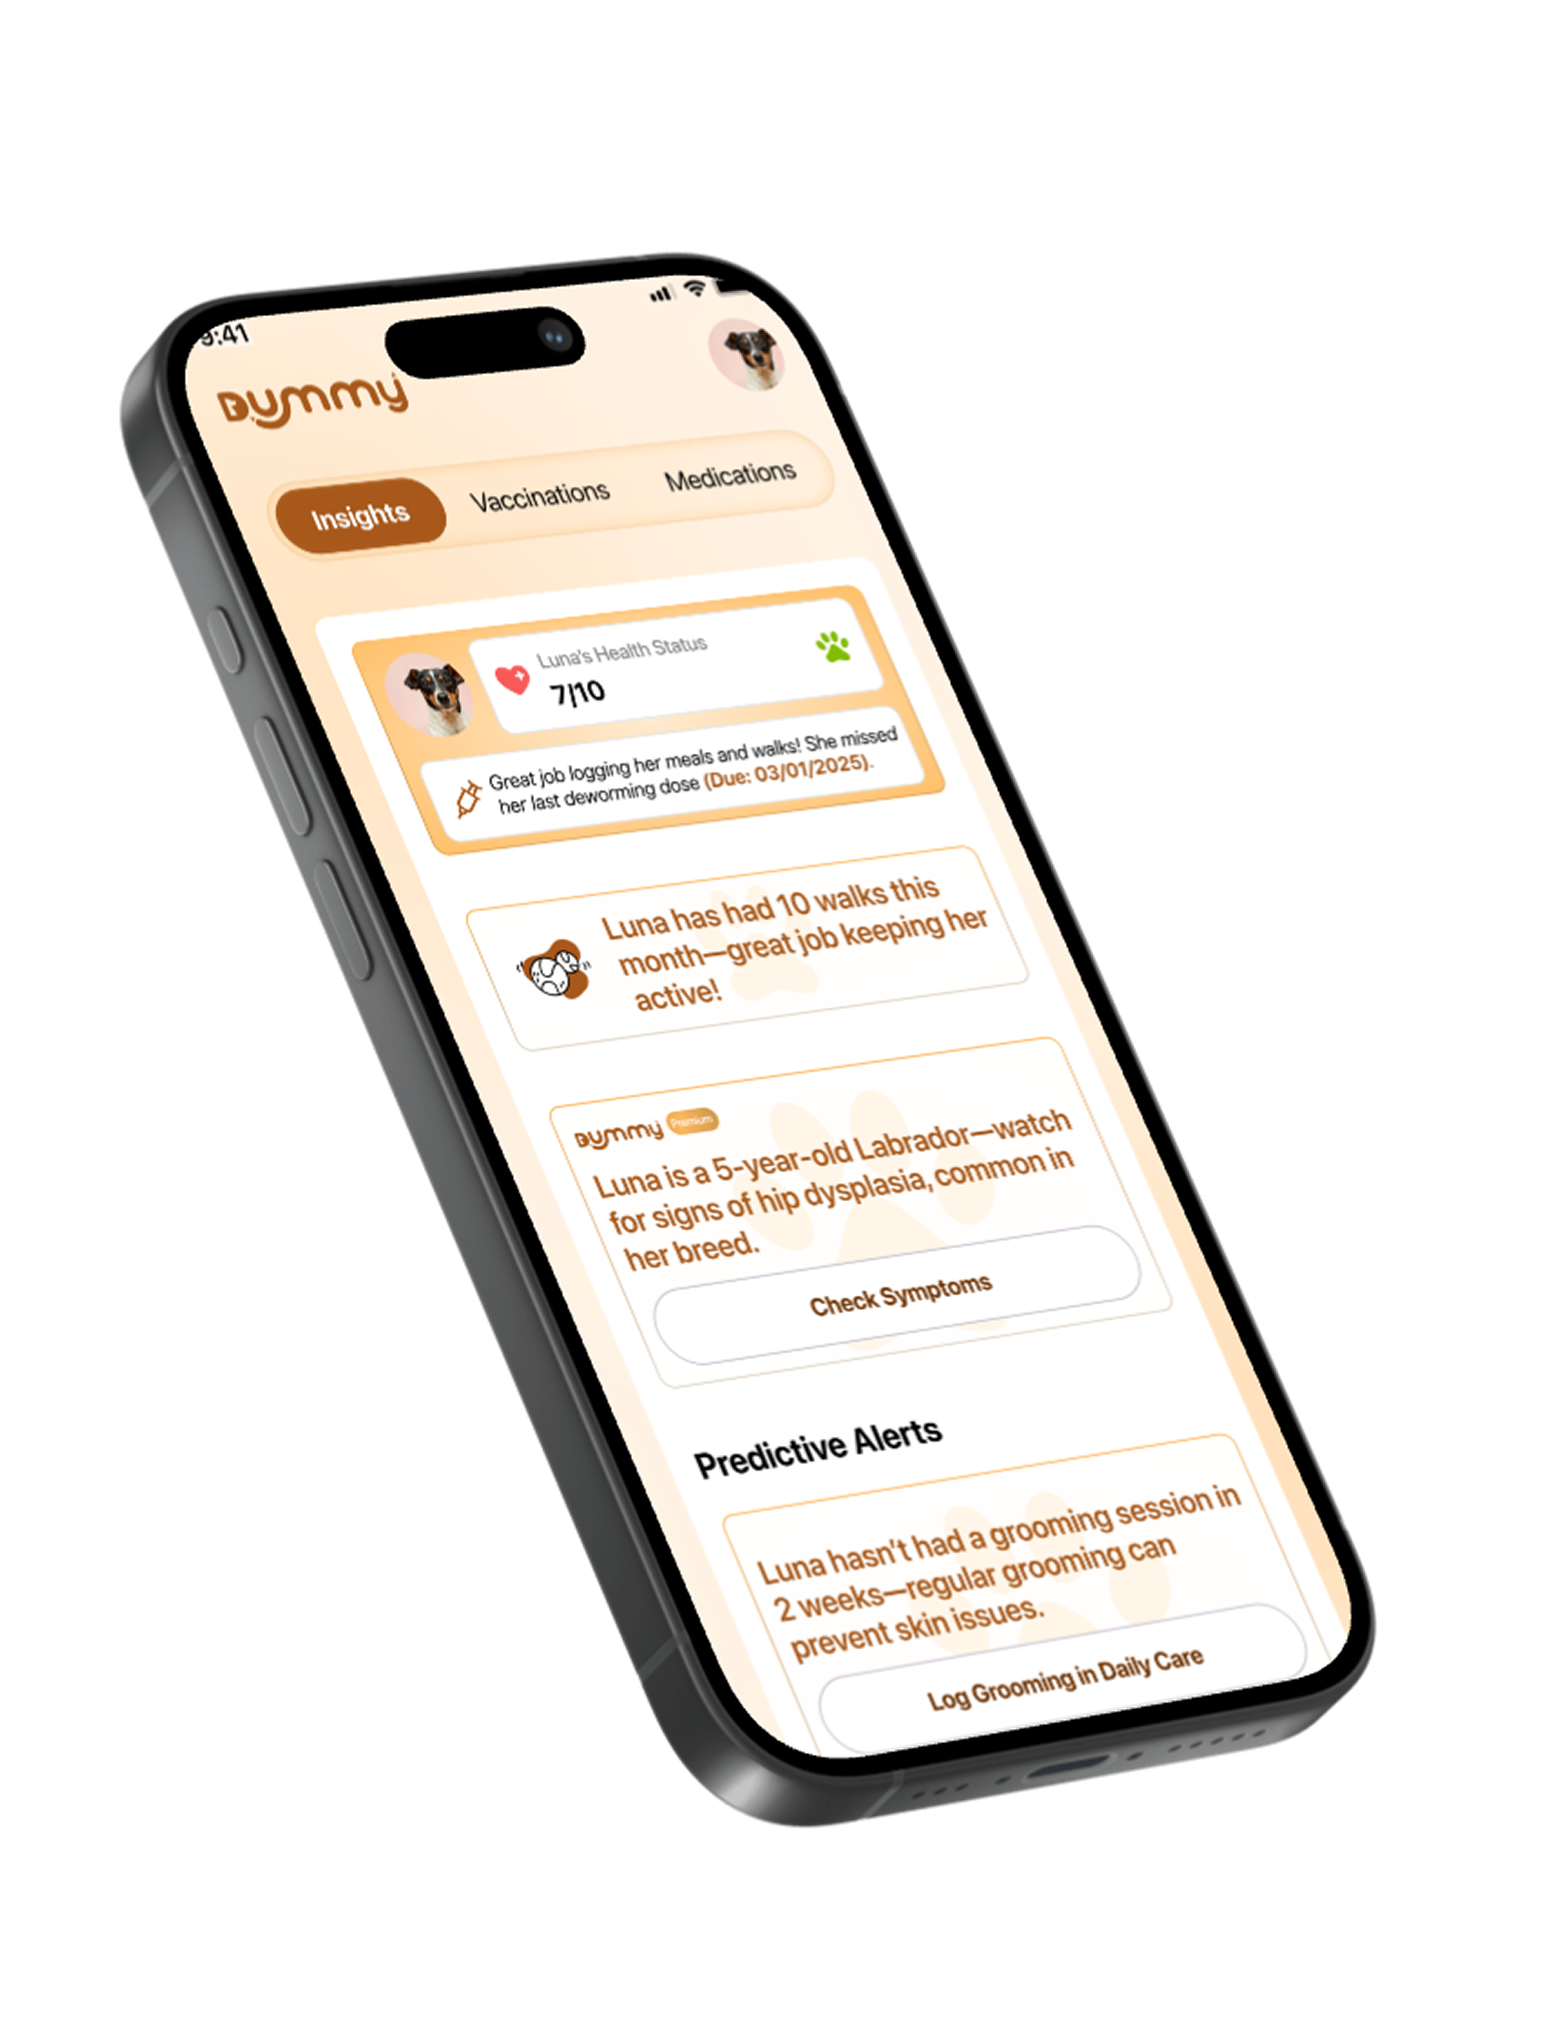 9:41
Dummy
Insights
Vaccinations
Medications
Luna's Health Status
7|10
Great job logging her meals and walks! She missed
her last deworming dose (Due: 03/01/2025).
Luna has had 10 walks this
month—great job keeping her
active!
Dummy Premium
Luna is a 5-year-old Labrador—watch
for signs of hip dysplasia, common in
her breed.
Check Symptoms
Predictive Alerts
Luna hasn't had a grooming session in
2 weeks—regular grooming can
prevent skin issues.
Log Grooming in Daily Care